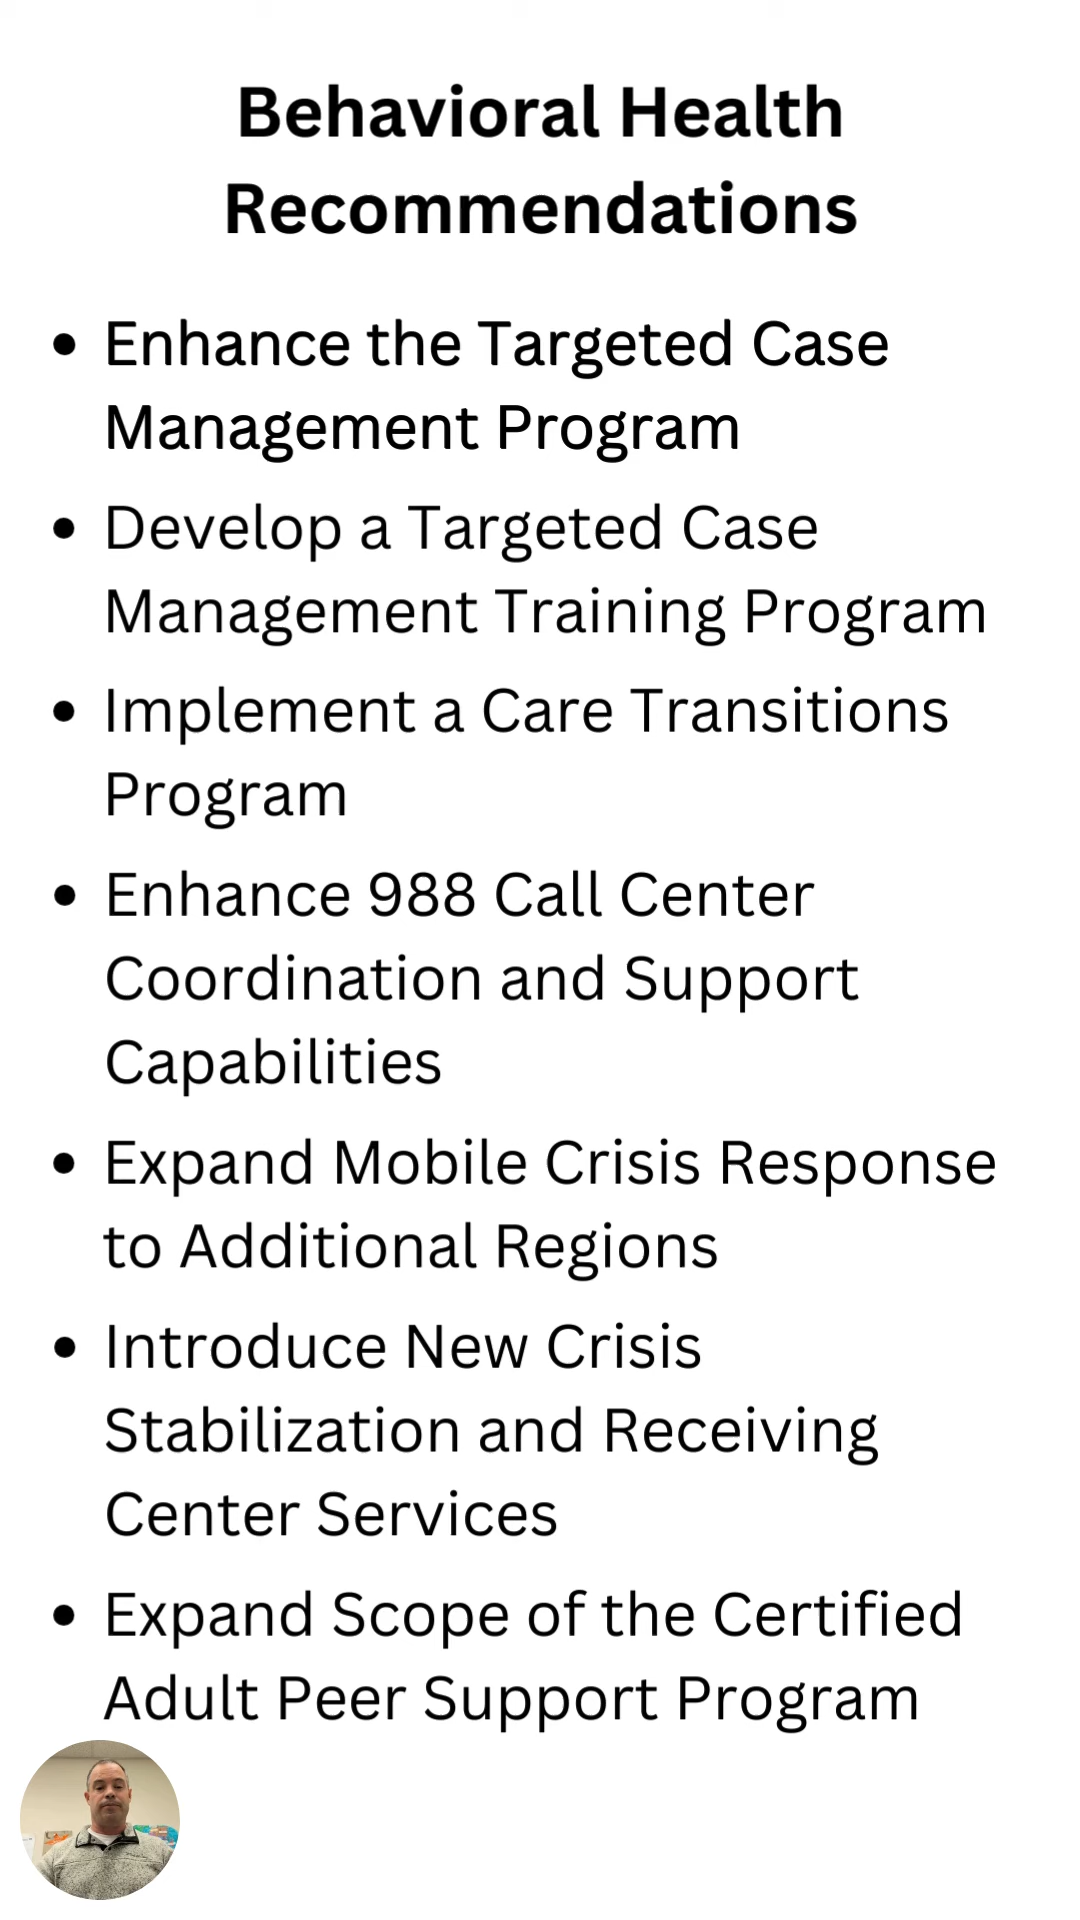 Behavioral Health
Recommendations
• Enhance the Targeted Case
Management Program
• Develop a Targeted Case
Management Training Program
• Implement a Care Transitions
Program
• Enhance 988 Call Center
Coordination and Support
Capabilities
• Expand Mobile Crisis Response
to Additional Regions
• Introduce New Crisis
Stabilization and Receiving
Center Services
• Expand Scope of the Certified
Adult Peer Support Program